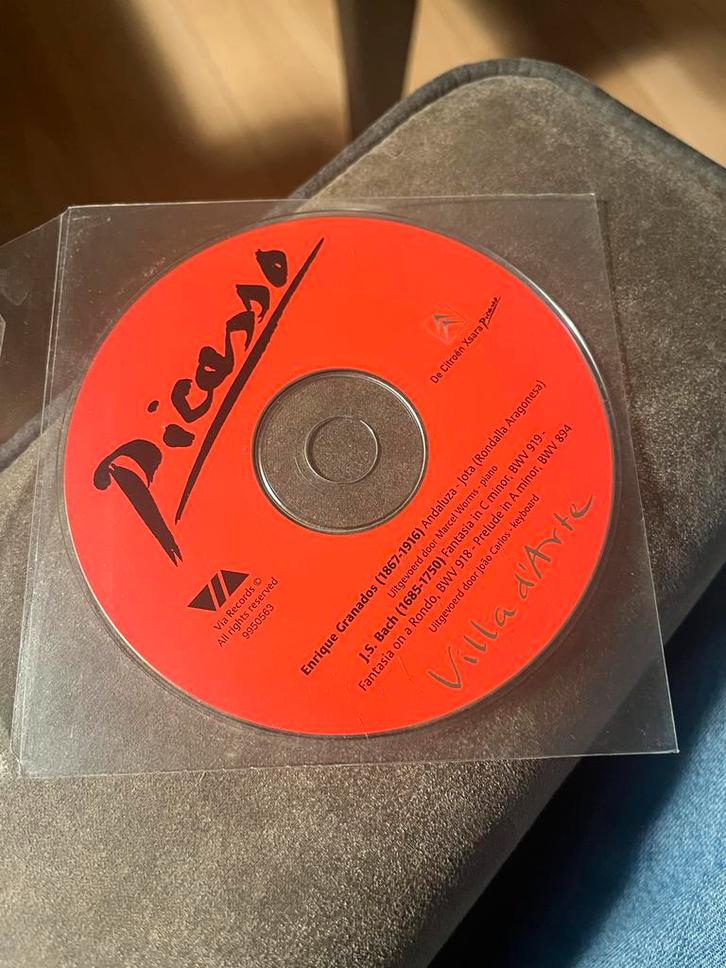 Picasso
De Citroën Xsara Picasso
Enrique Granados (1867-1916) Andaluza - Jota (Rondalla Aragonesa)
Uitgevoerd door Marcel Worms - piano
J.S. Bach (1685-1750) Fantasia in C minor, BWV 919 -
Fantasia on a Rondo, BWV 918 - Prelude in A minor, BWV 894
Uitgevoerd door João Carlos - keyboard
Villa d'Arte
Via Records ©
All rights reserved
9950563